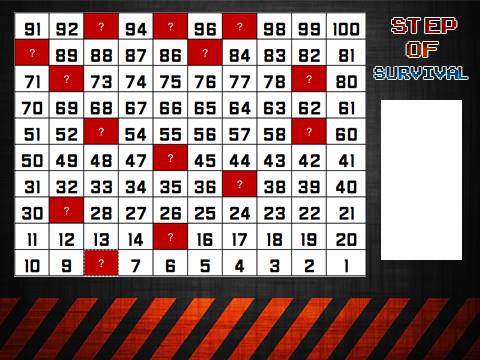 STEP
OF
SURVIVAL
91 92 ? 94 ? 96 ? 98 99 100
? 89 88 87 86 ? 84 83 82 81
71 ? 73 74 75 76 77 78 ? 80
70 69 68 67 66 65 64 63 62 61
51 52 ? 54 55 56 57 58 ? 60
50 49 48 47 ? 45 44 43 42 41
31 32 33 34 35 36 ? 38 39 40
30 ? 28 27 26 25 24 23 22 21
11 12 13 14 ? 16 17 18 19 20
10 9 ? 7 6 5 4 3 2 1